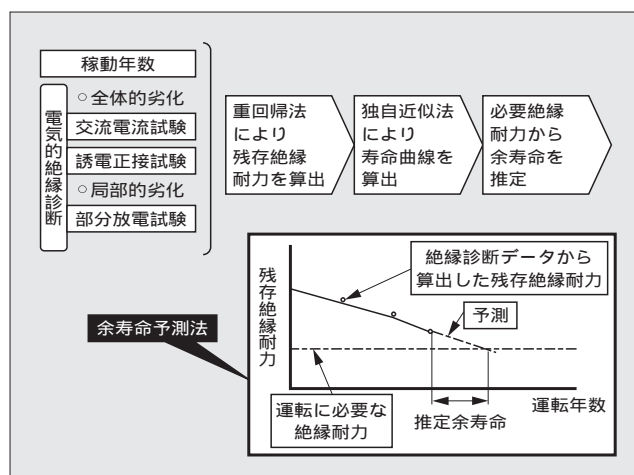 稼動年数
電気的絶縁診断
○全体的劣化
交流電流試験
誘電正接試験
○局部的劣化
部分放電試験
重回帰法
により
残存絶縁
耐力を算出
独自近似法
により
寿命曲線を
算出
必要絶縁
耐力から
余寿命を
推定
余寿命予測法
残存絶縁耐力
絶縁診断データから
算出した残存絶縁耐力
予測
運転に必要な
絶縁耐力
推定余寿命
運転年数